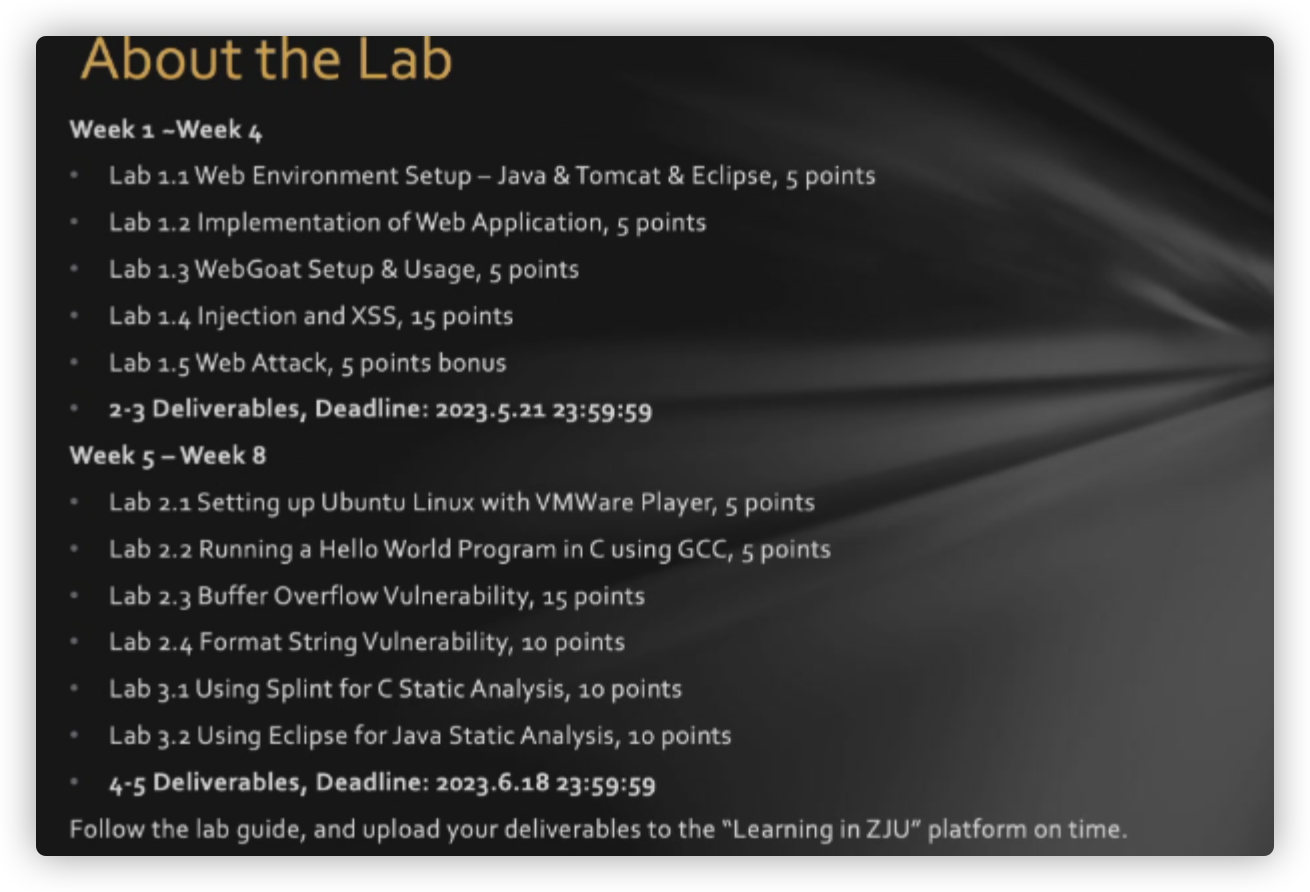 About the Lab
Week 1 ~Week 4
• Lab 1.1 Web Environment Setup – Java & Tomcat & Eclipse, 5 points
• Lab 1.2 Implementation of Web Application, 5 points
• Lab 1.3 WebGoat Setup & Usage, 5 points
• Lab 1.4 Injection and XSS, 15 points
• Lab 1.5 Web Attack, 5 points bonus
• 2-3 Deliverables, Deadline: 2023.5.21 23:59:59
Week 5 – Week 8
• Lab 2.1 Setting up Ubuntu Linux with VMWare Player, 5 points
• Lab 2.2 Running a Hello World Program in C using GCC, 5 points
• Lab 2.3 Buffer Overflow Vulnerability, 15 points
• Lab 2.4 Format String Vulnerability, 10 points
• Lab 3.1 Using Splint for C Static Analysis, 10 points
• Lab 3.2 Using Eclipse for Java Static Analysis, 10 points
• 4-5 Deliverables, Deadline: 2023.6.18 23:59:59
Follow the lab guide, and upload your deliverables to the “Learning in ZJU” platform on time.